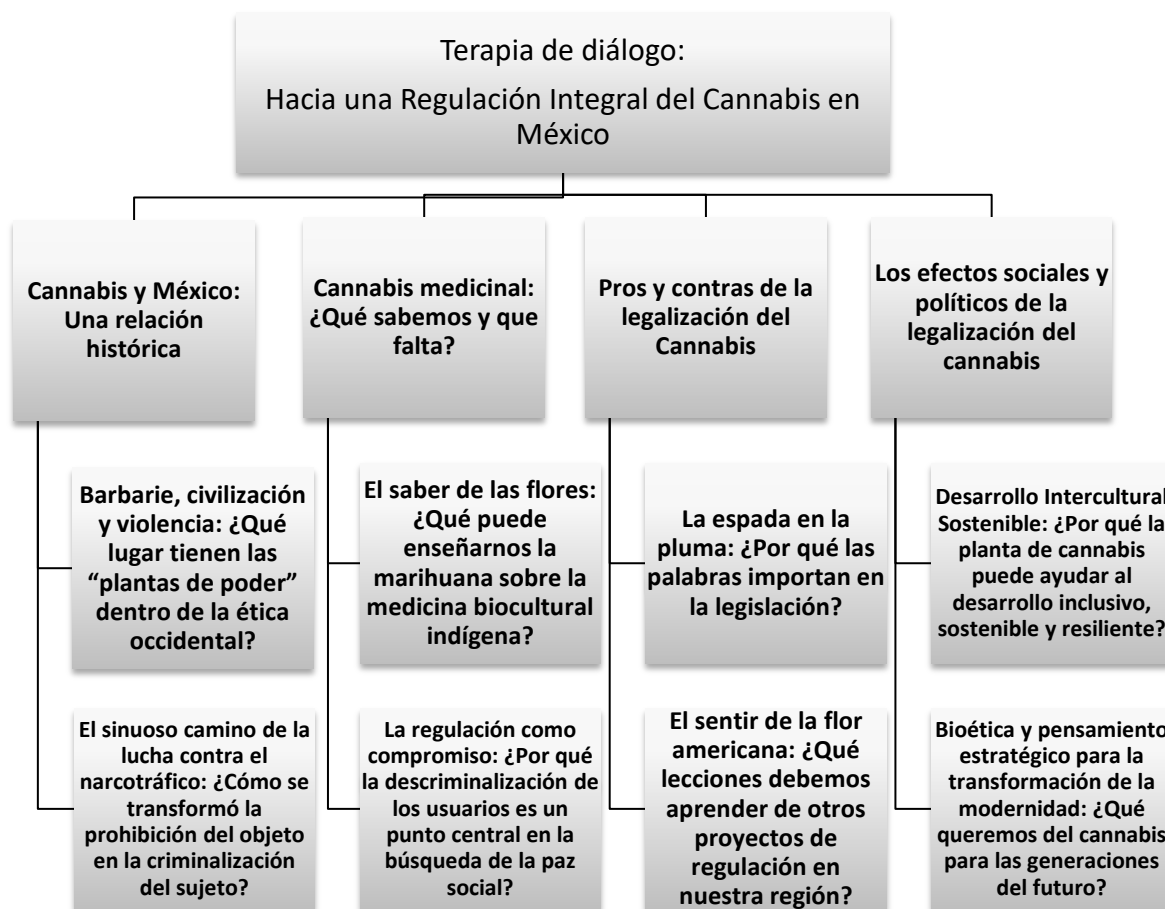 Terapia de diálogo:
Hacia una Regulación Integral del Cannabis en
México
Cannabis y México:
Una relación
histórica
Cannabis medicinal:
¿Qué sabemos y que
falta?
Pros y contras de la
legalización del
Cannabis
Los efectos sociales y
políticos de la
legalización del
cannabis
Barbarie, civilización
y violencia: ¿Qué
lugar tienen las
“plantas de poder”
dentro de la ética
occidental?
El saber de las flores:
¿Qué puede
enseñarnos la
marihuana sobre la
medicina biocultural
indígena?
La espada en la
pluma: ¿Por qué las
palabras importan en
la legislación?
Desarrollo Intercultural
Sostenible: ¿Por qué la
planta de cannabis
puede ayudar al
desarrollo inclusivo,
sostenible y resiliente?
El sinuoso camino de la
lucha contra el
narcotráfico: ¿Cómo se
transformó la
prohibición del objeto
en la criminalización
del sujeto?
La regulación como
compromiso: ¿Por qué
la descriminalización de
los usuarios es un
punto central en la
búsqueda de la paz
social?
El sentir de la flor
americana: ¿Qué
lecciones debemos
aprender de otros
proyectos de
regulación en
nuestra región?
Bioética y pensamiento
estratégico para la
transformación de la
modernidad: ¿Qué
queremos del cannabis
para las generaciones
del futuro?